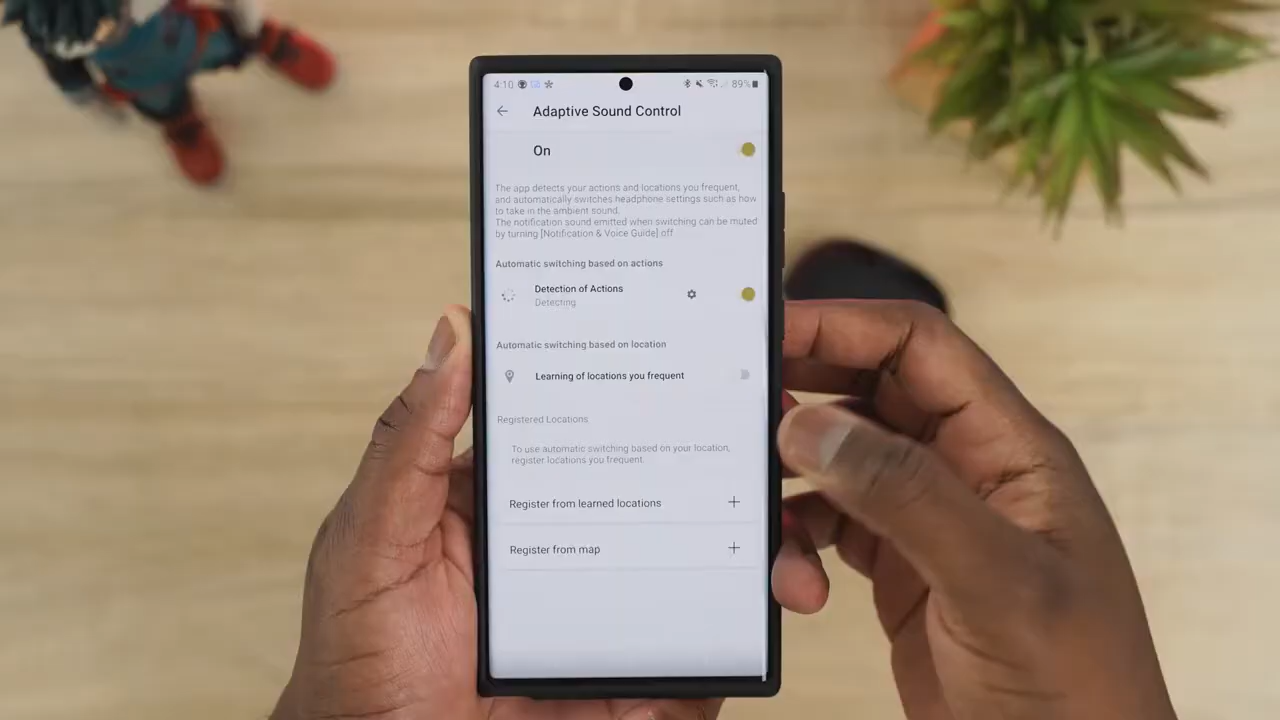 4:10 89%
Adaptive Sound Control
On
The app detects your actions and locations you frequent,
and automatically switches headphone settings such as how
to take in the ambient sound.
The notification sound emitted when switching can be muted
by turning [Notification & Voice Guide] off
Automatic switching based on actions
Detection of Actions
Detecting
Automatic switching based on location
Learning of locations you frequent
Registered Locations
To use automatic switching based on your location,
register locations you frequent.
Register from learned locations
Register from map